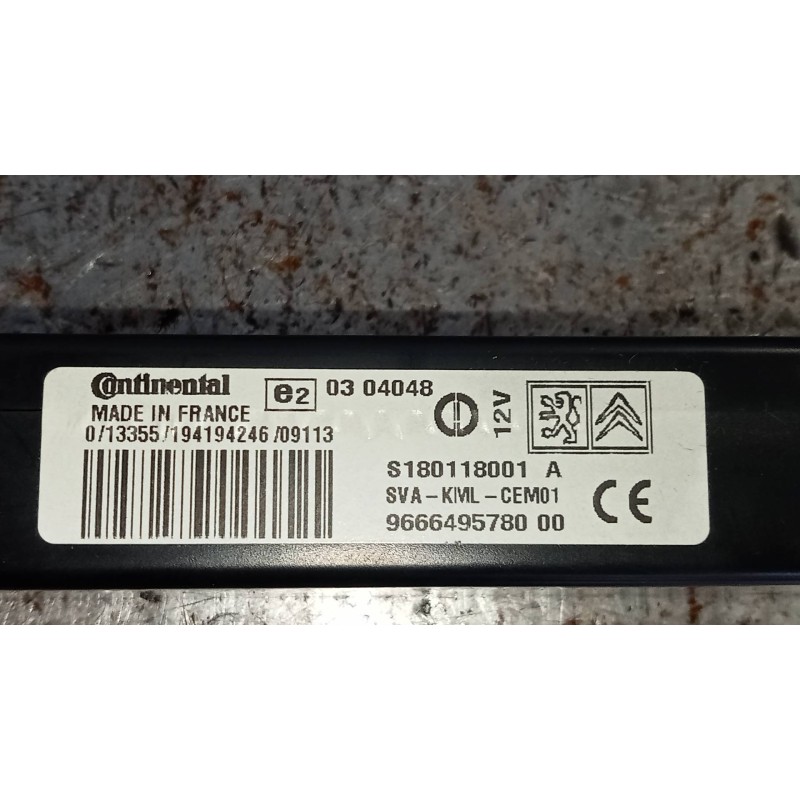 Continental e2 03 04048
MADE IN FRANCE 12V
0/13355/194194246/09113
S180118001 A
SVA-KML-CEM01 CE
9666495780 00